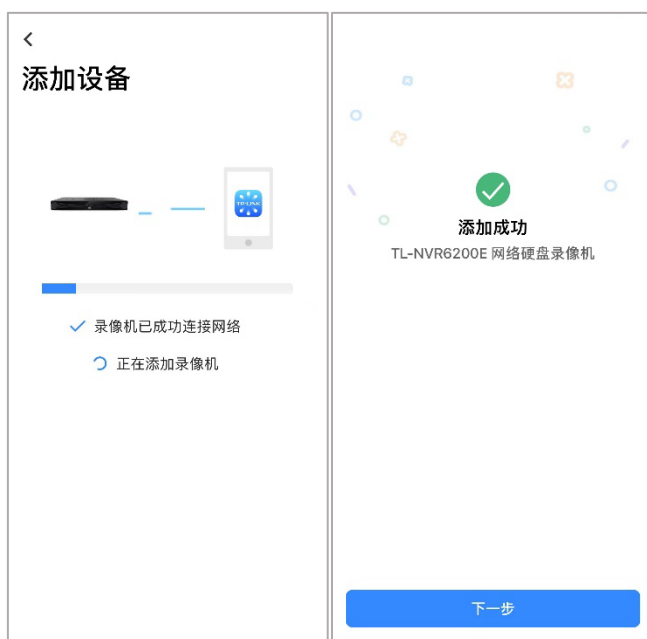 添加设备
TP-LINK
录像机已成功连接网络
正在添加录像机
添加成功
TL-NVR6200E 网络硬盘录像机
下一步